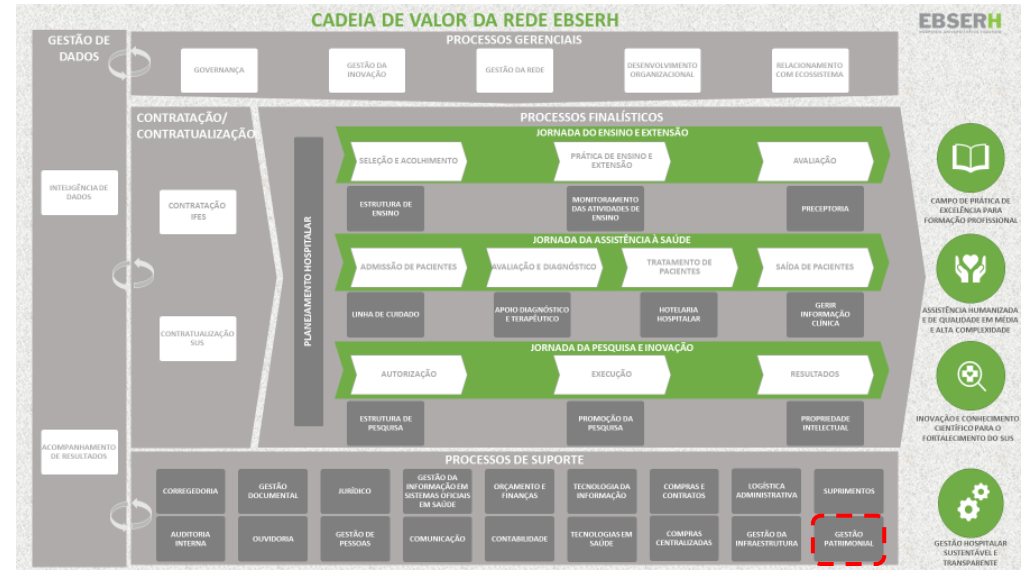 CADEIA DE VALOR DA REDE EBSERH
EBSERH
GESTÃO DE
DADOS
PROCESSOS GERENCIAIS
GOVERNANÇA
GESTÃO DA
INOVAÇÃO
GESTÃO DA REDE
DESENVOLVIMENTO
ORGANIZACIONAL
RELACIONAMENTO
COM ECOSSISTEMA
CONTRATAÇÃO/
CONTRATUALIZAÇÃO
PROCESSOS FINALÍSTICOS
JORNADA DO ENSINO E EXTENSÃO
SELEÇÃO E ACOLHIMENTO
PRÁTICA DE ENSINO E
EXTENSÃO
AVALIAÇÃO
INTELIGÊNCIA DE
DADOS
CONTRATAÇÃO
IFES
ESTRUTURA DE
ENSINO
MONITORAMENTO
DAS ATIVIDADES DE
ENSINO
PRECEPTORIA
CAMPO DE PRÁTICA DE
EXCELÊNCIA PARA
FORMAÇÃO PROFISSIONAL
PLANEJAMENTO HOSPITALAR
JORNADA DA ASSISTÊNCIA À SAÚDE
ADMISSÃO DE PACIENTES
AVALIAÇÃO E DIAGNÓSTICO
TRATAMENTO DE
PACIENTES
SAÍDA DE PACIENTES
LINHA DE CUIDADO
APOIO DIAGNÓSTICO
E TERAPÊUTICO
HOTELARIA
HOSPITALAR
GERIR
INFORMAÇÃO
CLÍNICA
ASSISTÊNCIA HUMANIZADA
E DE QUALIDADE EM MÉDIA
E ALTA COMPLEXIDADE
CONTRATUALIZAÇÃO
SUS
JORNADA DA PESQUISA E INOVAÇÃO
AUTORIZAÇÃO
EXECUÇÃO
RESULTADOS
ESTRUTURA DE
PESQUISA
PROMOÇÃO DA
PESQUISA
PROPRIEDADE
INTELECTUAL
INOVAÇÃO E CONHECIMENTO
CIENTÍFICO PARA O
FORTALECIMENTO DO SUS
ACOMPANHAMENTO
DE RESULTADOS
PROCESSOS DE SUPORTE
CORREGEDORIA
GESTÃO
DOCUMENTAL
JURÍDICO
GESTÃO DA
INFORMAÇÃO EM
SISTEMAS OFICIAIS
EM SAÚDE
ORÇAMENTO E
FINANÇAS
TECNOLOGIA DA
INFORMAÇÃO
COMPRAS E
CONTRATOS
LOGÍSTICA
ADMINISTRATIVA
SUPRIMENTOS
AUDITORIA
INTERNA
OUVIDORIA
GESTÃO DE
PESSOAS
COMUNICAÇÃO
CONTABILIDADE
TECNOLOGIAS EM
SAÚDE
COMPRAS
CENTRALIZADAS
GESTÃO DA
INFRAESTRUTURA
GESTÃO
PATRIMONIAL
GESTÃO HOSPITALAR
SUSTENTÁVEL E
TRANSPARENTE